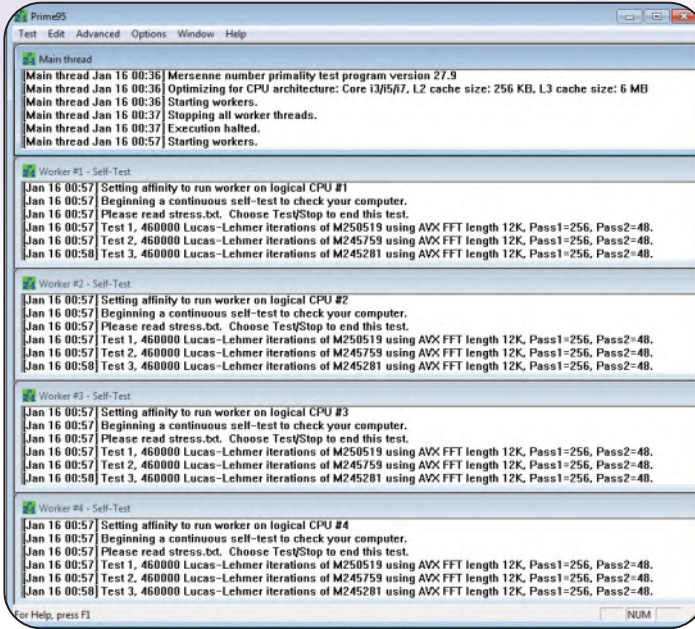 Prime95
Test Edit Advanced Options Window Help
Main thread
[Main thread Jan 16 00:36] Mersenne number primality test program version 27.9
[Main thread Jan 16 00:36] Optimizing for CPU architecture: Core i3/i5/i7, L2 cache size: 256 KB, L3 cache size: 6 MB
[Main thread Jan 16 00:36] Starting workers.
[Main thread Jan 16 00:37] Stopping all worker threads.
[Main thread Jan 16 00:37] Execution halted.
[Main thread Jan 16 00:57] Starting workers.
Worker #1 - Self-Test
[Jan 16 00:57] Setting affinity to run worker on logical CPU #1
[Jan 16 00:57] Beginning a continuous self-test to check your computer.
[Jan 16 00:57] Please read stress.txt. Choose Test/Stop to end this test.
[Jan 16 00:57] Test 1, 460000 Lucas-Lehmer iterations of M250519 using AVX FFT length 12K, Pass1=256, Pass2=48.
[Jan 16 00:57] Test 2, 460000 Lucas-Lehmer iterations of M245759 using AVX FFT length 12K, Pass1=256, Pass2=48.
[Jan 16 00:58] Test 3, 460000 Lucas-Lehmer iterations of M245281 using AVX FFT length 12K, Pass1=256, Pass2=48.
Worker #2 - Self-Test
[Jan 16 00:57] Setting affinity to run worker on logical CPU #2
[Jan 16 00:57] Beginning a continuous self-test to check your computer.
[Jan 16 00:57] Please read stress.txt. Choose Test/Stop to end this test.
[Jan 16 00:57] Test 1, 460000 Lucas-Lehmer iterations of M250519 using AVX FFT length 12K, Pass1=256, Pass2=48.
[Jan 16 00:57] Test 2, 460000 Lucas-Lehmer iterations of M245759 using AVX FFT length 12K, Pass1=256, Pass2=48.
[Jan 16 00:58] Test 3, 460000 Lucas-Lehmer iterations of M245281 using AVX FFT length 12K, Pass1=256, Pass2=48.
Worker #3 - Self-Test
[Jan 16 00:57] Setting affinity to run worker on logical CPU #3
[Jan 16 00:57] Beginning a continuous self-test to check your computer.
[Jan 16 00:57] Please read stress.txt. Choose Test/Stop to end this test.
[Jan 16 00:57] Test 1, 460000 Lucas-Lehmer iterations of M250519 using AVX FFT length 12K, Pass1=256, Pass2=48.
[Jan 16 00:57] Test 2, 460000 Lucas-Lehmer iterations of M245759 using AVX FFT length 12K, Pass1=256, Pass2=48.
[Jan 16 00:58] Test 3, 460000 Lucas-Lehmer iterations of M245281 using AVX FFT length 12K, Pass1=256, Pass2=48.
Worker #4 - Self-Test
[Jan 16 00:57] Setting affinity to run worker on logical CPU #4
[Jan 16 00:57] Beginning a continuous self-test to check your computer.
[Jan 16 00:57] Please read stress.txt. Choose Test/Stop to end this test.
[Jan 16 00:57] Test 1, 460000 Lucas-Lehmer iterations of M250519 using AVX FFT length 12K, Pass1=256, Pass2=48.
[Jan 16 00:57] Test 2, 460000 Lucas-Lehmer iterations of M245759 using AVX FFT length 12K, Pass1=256, Pass2=48.
[Jan 16 00:58] Test 3, 460000 Lucas-Lehmer iterations of M245281 using AVX FFT length 12K, Pass1=256, Pass2=48.
For Help, press F1 NUM